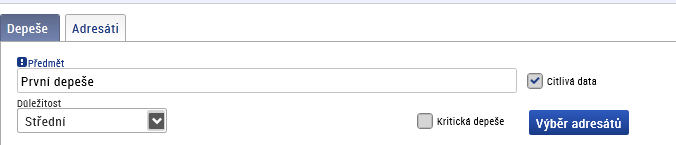 Depeše Adresáti
Předmět
První depeše Citlivá data
Důležitost
Střední Kritická depeše Výběr adresátů